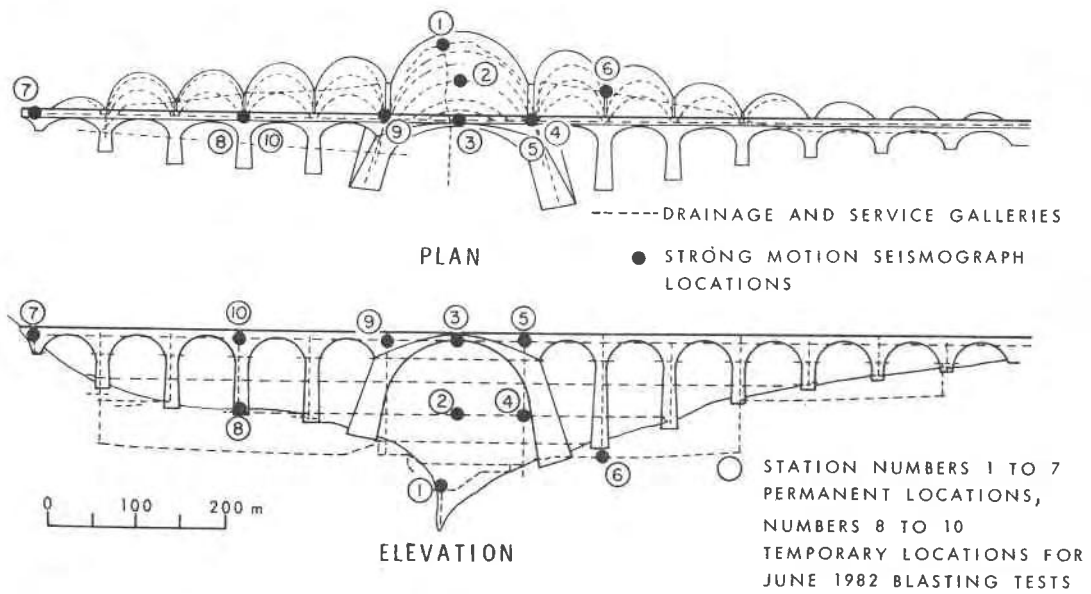 1
2
6
7
9
3
4
8 10
5
-----DRAINAGE AND SERVICE GALLERIES
PLAN
● STRONG MOTION SEISMOGRAPH
LOCATIONS
7
10
9
3
5
2
4
8
6
1
STATION NUMBERS 1 TO 7
PERMANENT LOCATIONS,
NUMBERS 8 TO 10
TEMPORARY LOCATIONS FOR
JUNE 1982 BLASTING TESTS
0 100 200 m
ELEVATION